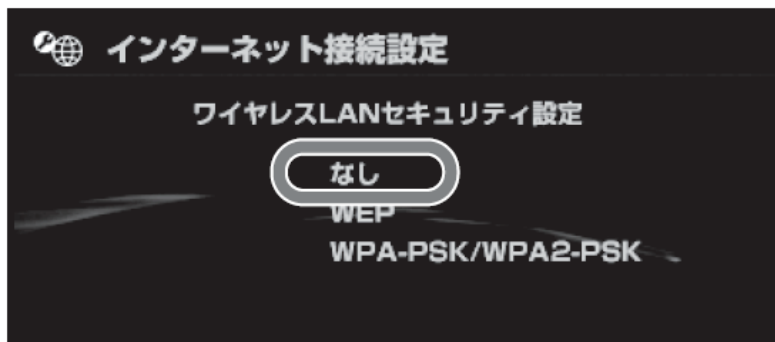 インターネット接続設定
ワイヤレスLANセキュリティ設定
なし
WEP
WPA-PSK/WPA2-PSK